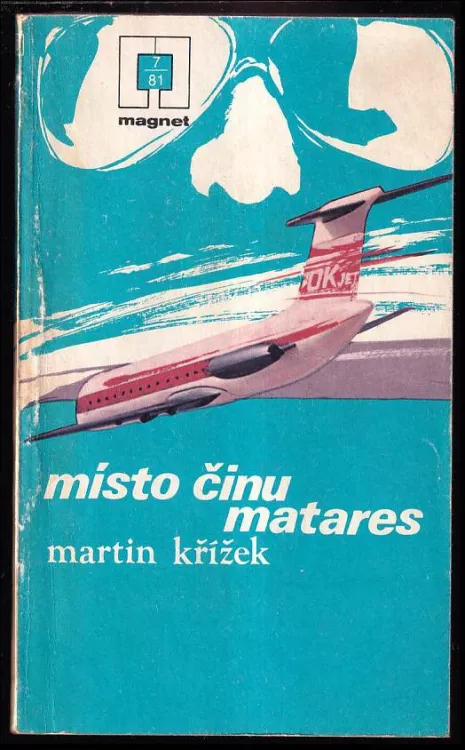 7
81
magnet
OK JET
místo činu
matares
martin křížek